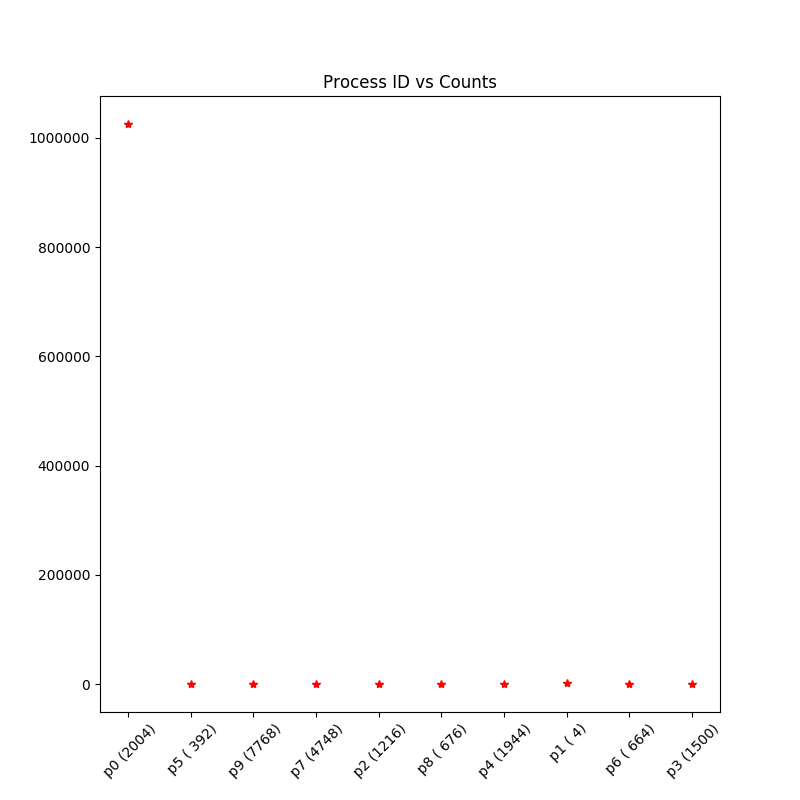 Process ID vs Counts
1000000
800000
600000
400000
200000
0
p0 (2004)
p5 ( 392)
p9 (7768)
p7 (4748)
p2 (1216)
p8 ( 676)
p4 (1944)
p1 ( 4)
p6 ( 664)
p3 (1500)